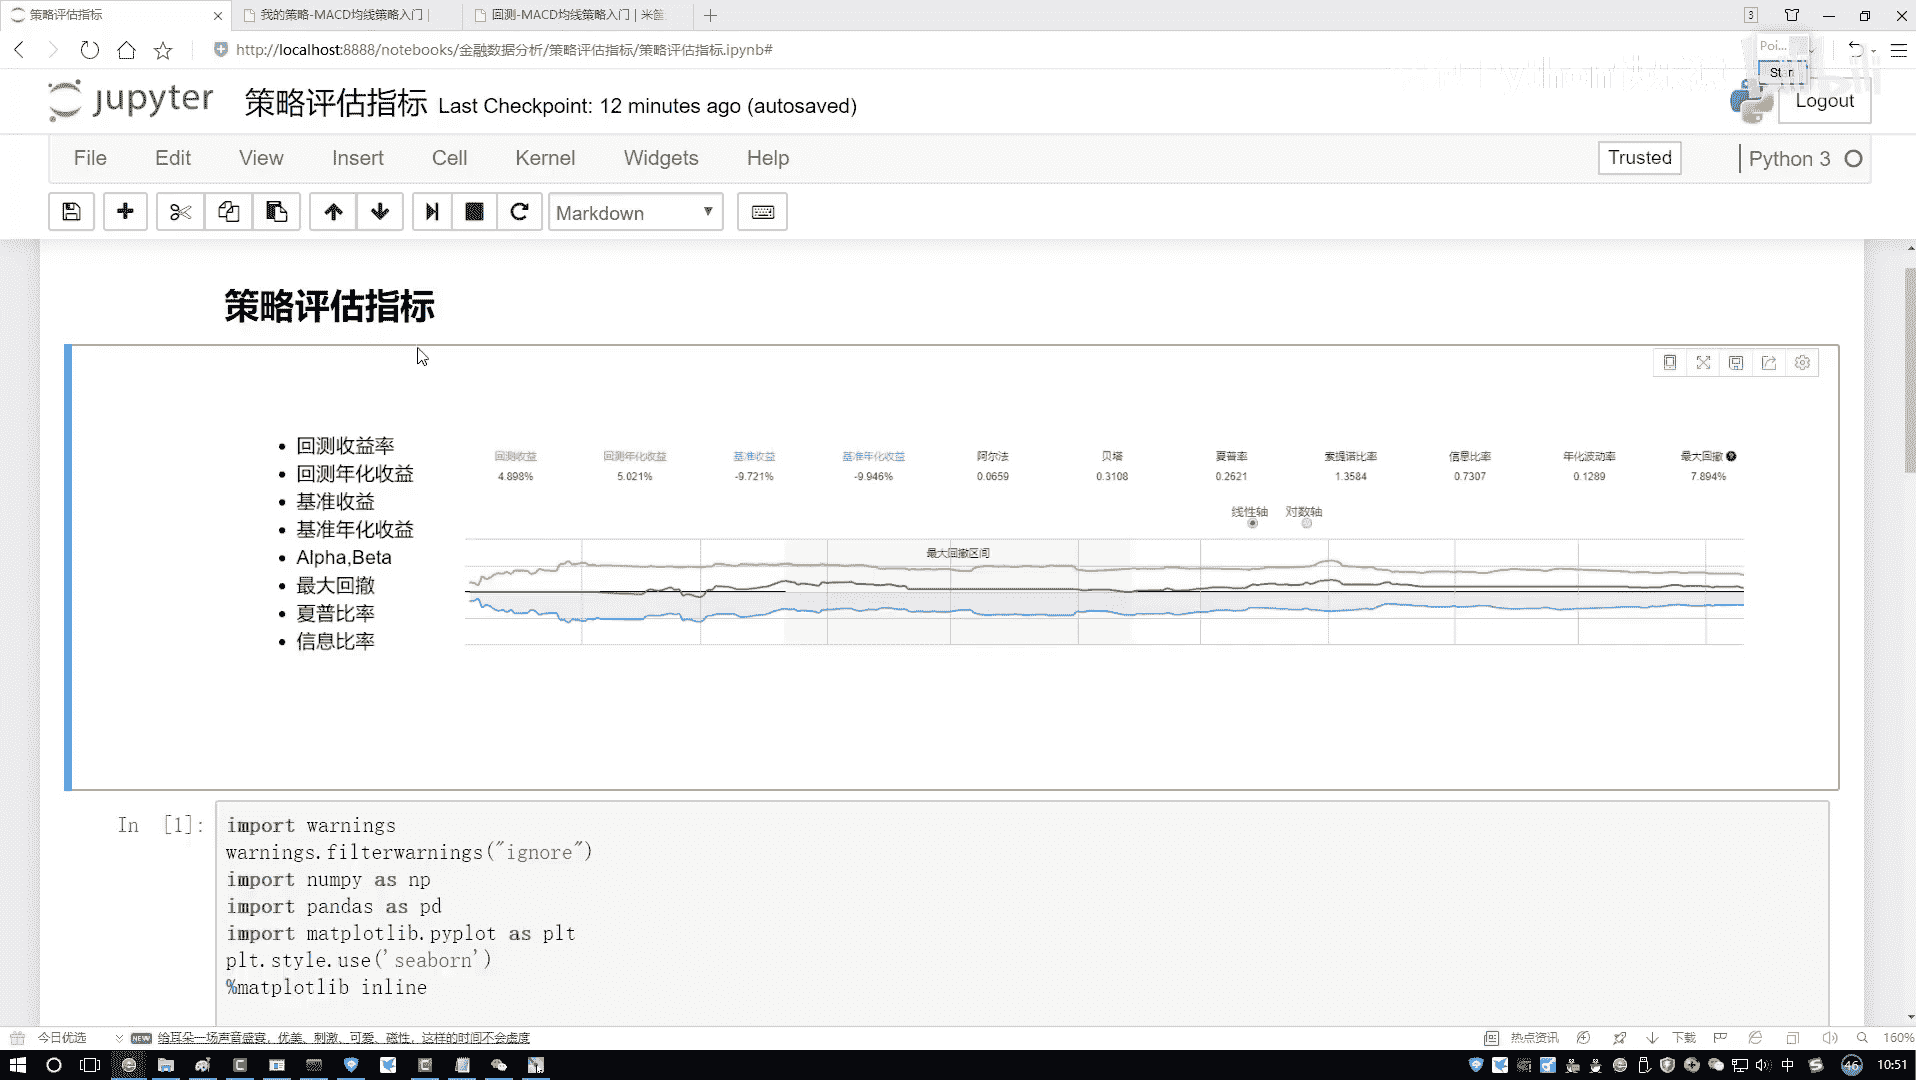 策略评估指标
我的策略-MACD均线策略入门 |
回测-MACD均线策略入门 | 米筐
3
http://localhost:8888/notebooks/金融数据分析/策略评估指标/策略评估指标.ipynb#
Poi...
Start
jupyter
策略评估指标 Last Checkpoint: 12 minutes ago (autosaved)
Logout
File Edit View Insert Cell Kernel Widgets Help
Trusted
Python 3
Markdown
策略评估指标
回测收益率
回测年化收益
基准收益
基准年化收益
Alpha,Beta
最大回撤
夏普比率
信息比率
回测收益 回测年化收益 基准收益 基准年化收益 阿尔法 贝塔 夏普率 索提诺比率 信息比率 年化波动率 最大回撤
4.898% 5.021% -9.721% -9.946% 0.0659 0.3108 0.2621 1.3584 0.7307 0.1289 7.894%
线性轴 对数轴
最大回撤区间
In [1]:
import warnings
warnings.filterwarnings("ignore")
import numpy as np
import pandas as pd
import matplotlib.pyplot as plt
plt.style.use('seaborn')
%matplotlib inline
今日优选
NEW
给耳朵一场声音盛宴，优美、刺激、可爱、磁性，这样的时间不会虚度
热点资讯
下载
160%
中
46
10:51